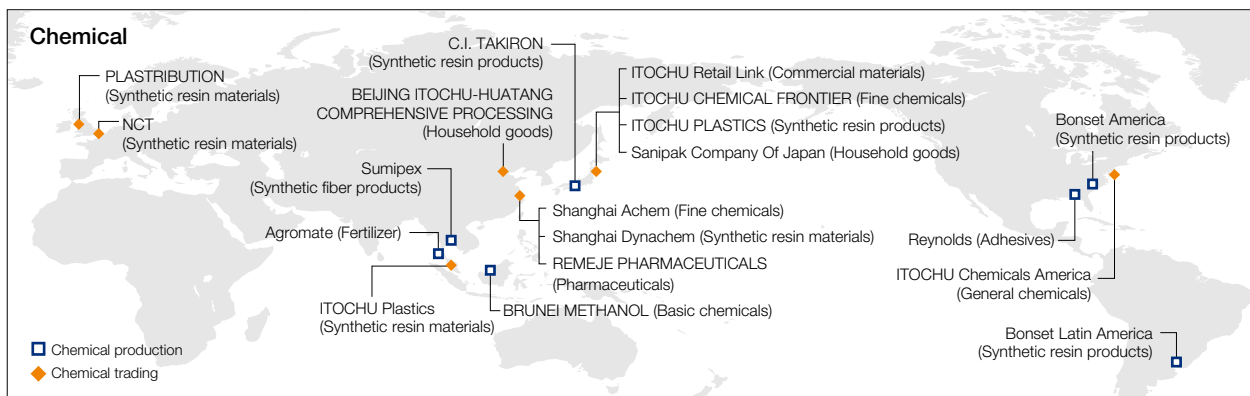 Chemical
PLASTRIBUTION
(Synthetic resin materials)
NCT
(Synthetic resin materials)
C.I. TAKIRON
(Synthetic resin products)
BEIJING ITOCHU-HUATANG
COMPREHENSIVE PROCESSING
(Household goods)
ITOCHU Retail Link (Commercial materials)
ITOCHU CHEMICAL FRONTIER (Fine chemicals)
ITOCHU PLASTICS (Synthetic resin products)
Sanipak Company Of Japan (Household goods)
Bonset America
(Synthetic resin products)
Sumipex
(Synthetic fiber products)
Agromate (Fertilizer)
Shanghai Achem (Fine chemicals)
Shanghai Dynachem (Synthetic resin materials)
REMEJE PHARMACEUTICALS
(Pharmaceuticals)
Reynolds (Adhesives)
ITOCHU Chemicals America
(General chemicals)
ITOCHU Plastics
(Synthetic resin materials)
BRUNEI METHANOL (Basic chemicals)
Bonset Latin America
(Synthetic resin products)
Chemical production
Chemical trading